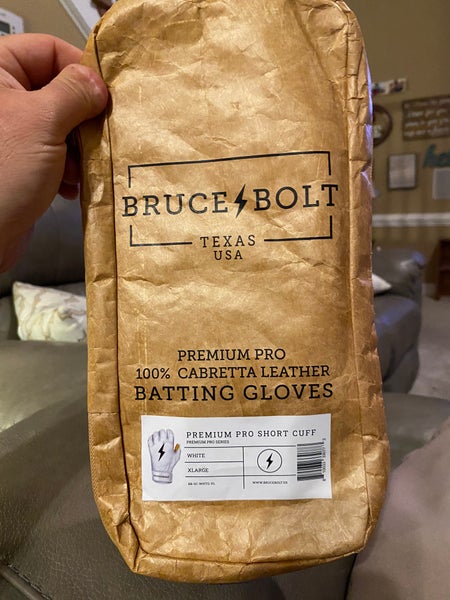 BRUCE BOLT
TEXAS
USA
PREMIUM PRO
100% CABRETTA LEATHER
BATTING GLOVES
PREMIUM PRO SHORT CUFF
PREMIUM PRO SERIES
WHITE
XLARGE
WWW.BRUCEBOLT.US